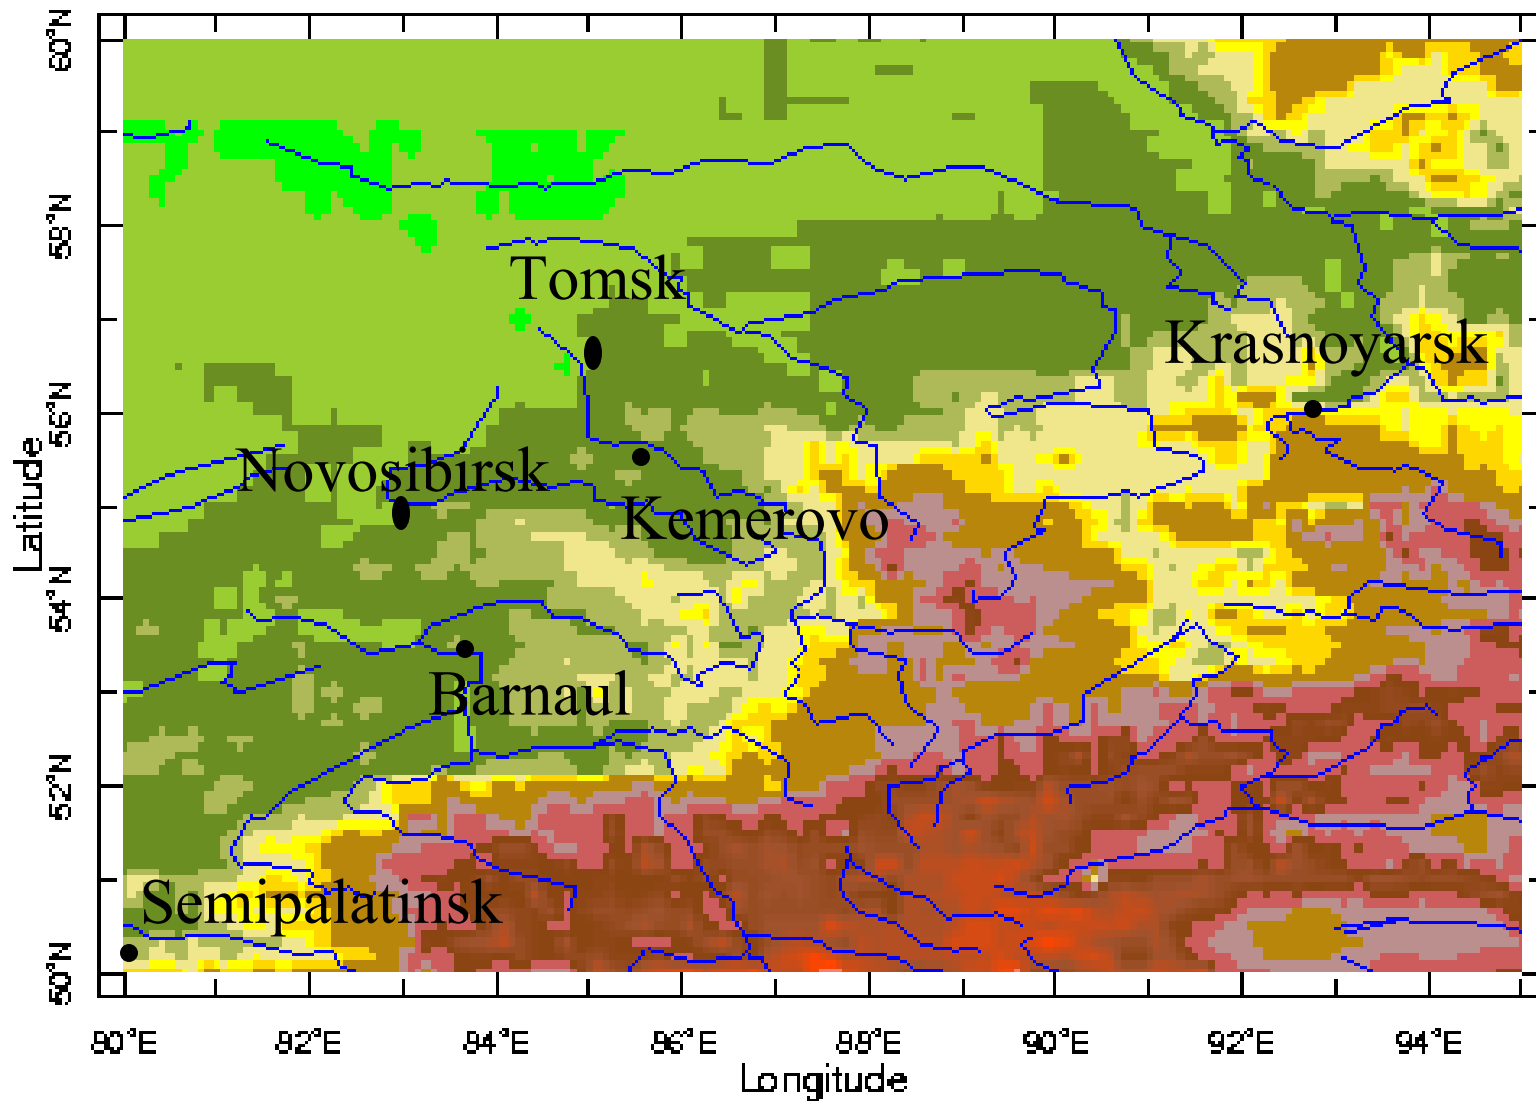 60°N
58°N
56°N
54°N
52°N
50°N
Latitude
Tomsk
Krasnoyarsk
Novosibirsk
Kemerovo
Barnaul
Semipalatinsk
80°E 82°E 84°E 86°E 88°E 90°E 92°E 94°E
Longitude